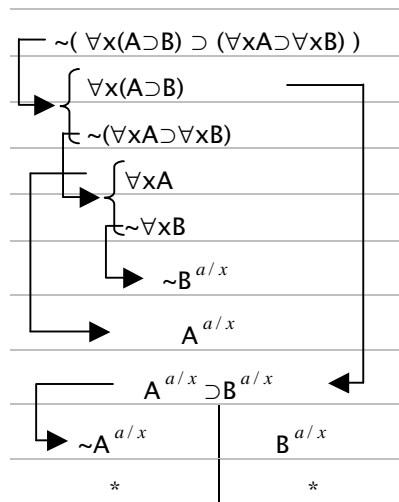 ~( ∀x(A⊃B) ⊃ (∀xA⊃∀xB) )
∀x(A⊃B)
~(∀xA⊃∀xB)
∀xA
~∀xB
~B^{a/x}
A^{a/x}
A^{a/x} ⊃B^{a/x}
~A^{a/x} B^{a/x}
* *